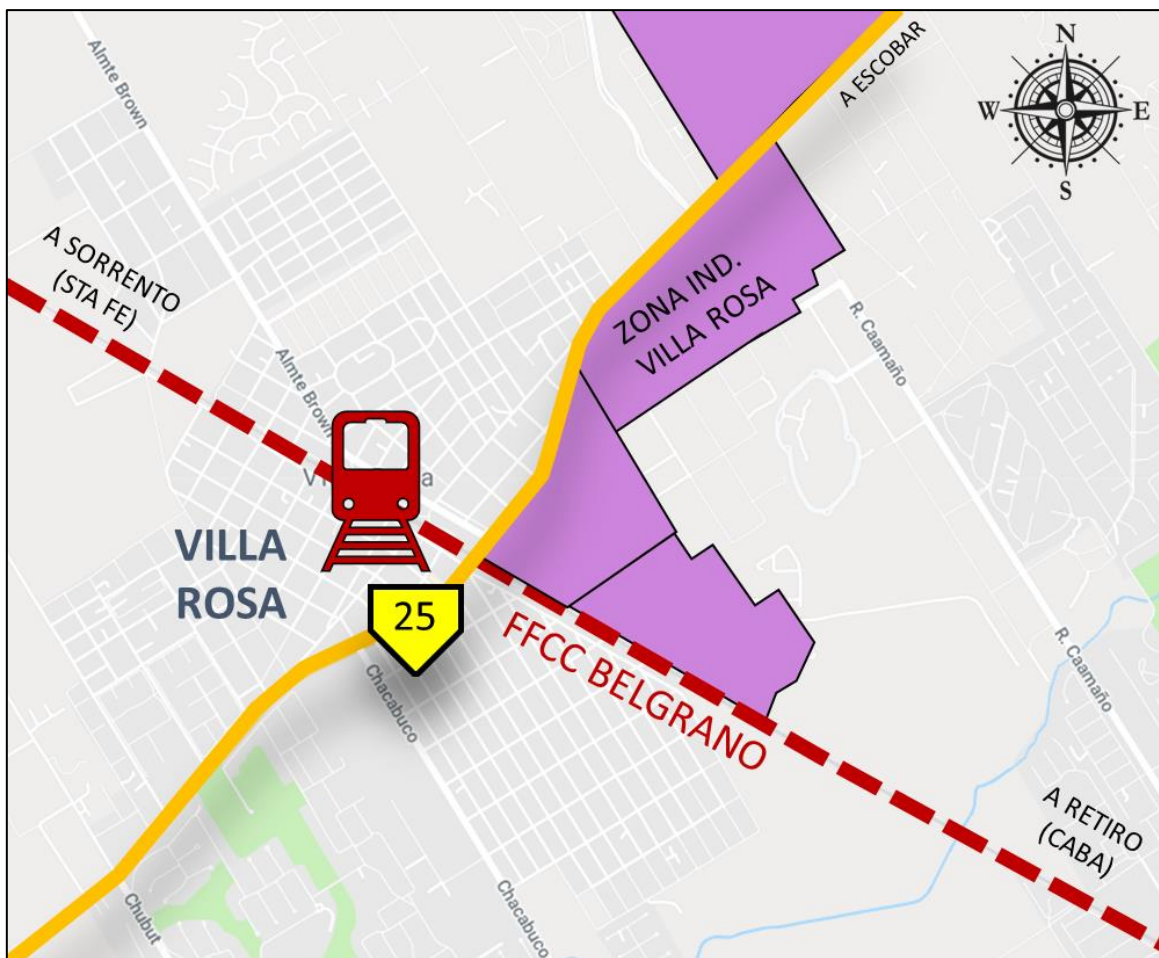 Almte Brown
A ESCOBAR
N
W
E
S
A SORRENTO
(STA FE)
ZONA IND.
VILLA ROSA
R. Caamaño
Almte Brown
VILLA
ROSA
25
FFCC BELGRANO
Chacabuco
R. Caamaño
A RETIRO
(CABA)
Chubut
Chacabuco